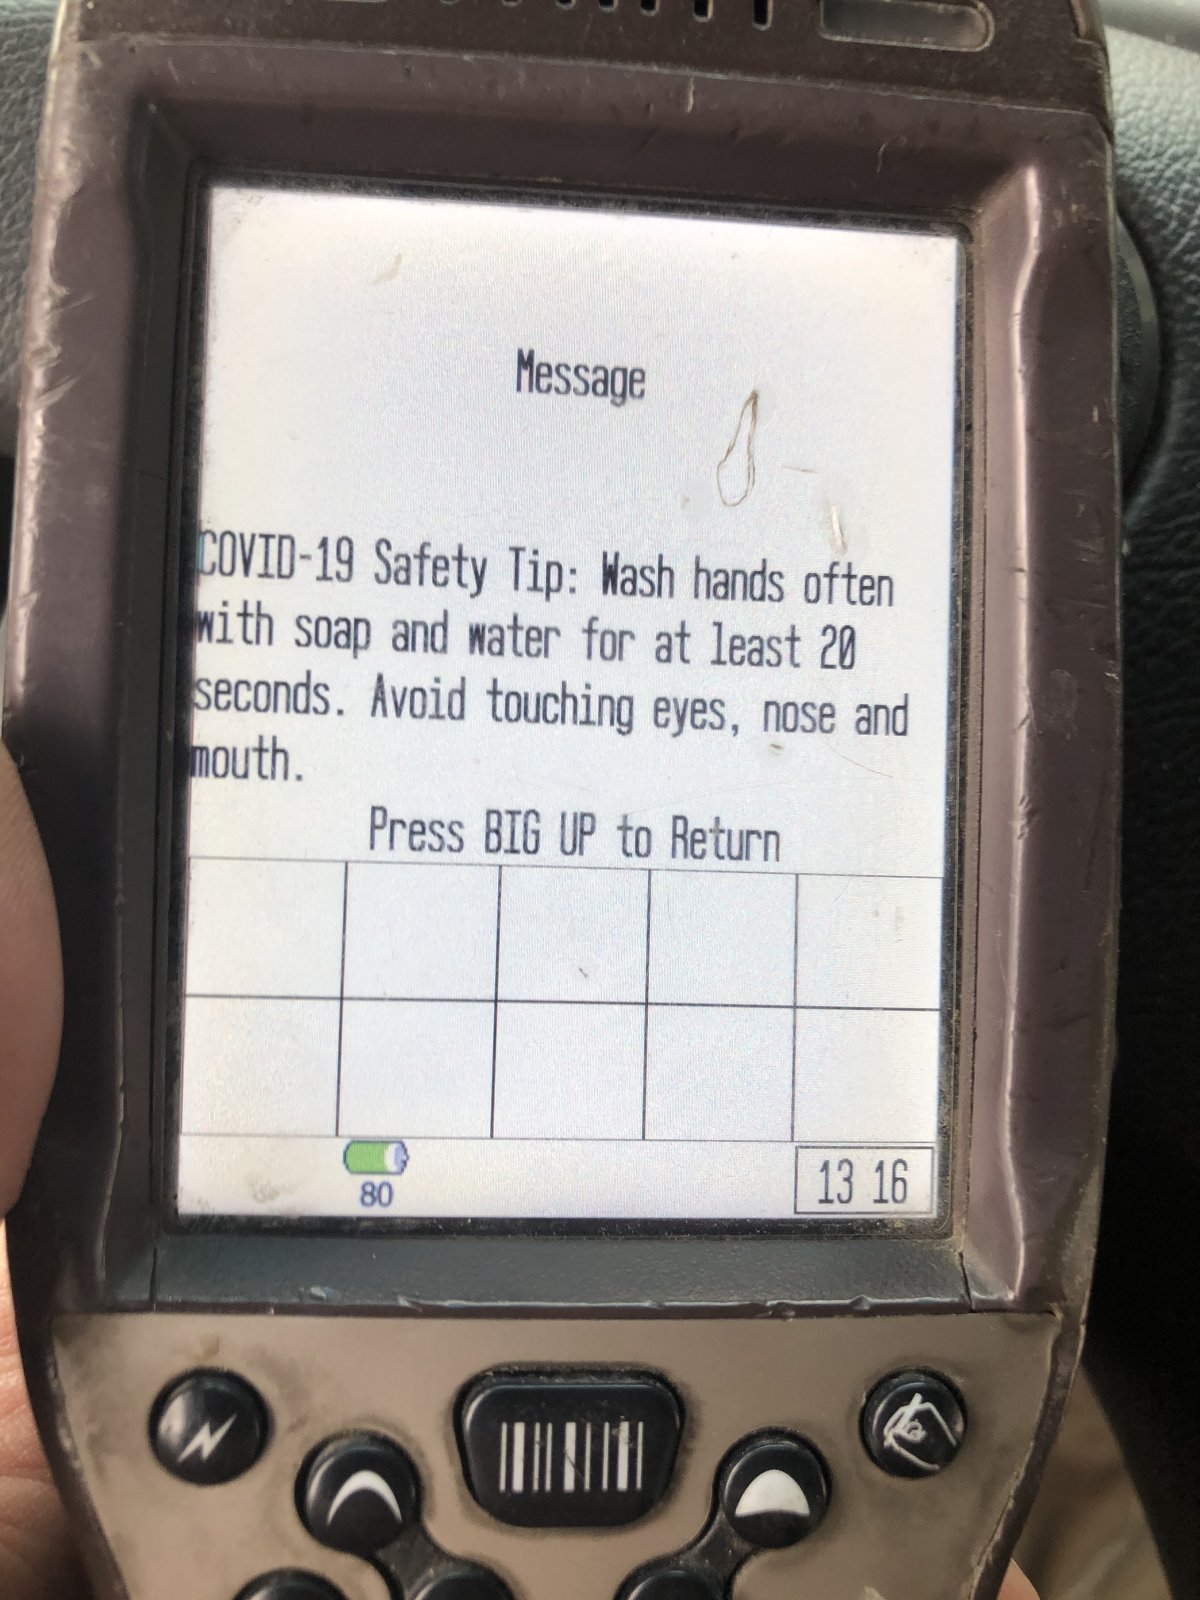 Message
COVID-19 Safety Tip: Wash hands often
with soap and water for at least 20
seconds. Avoid touching eyes, nose and
mouth.
Press BIG UP to Return
80
13 16